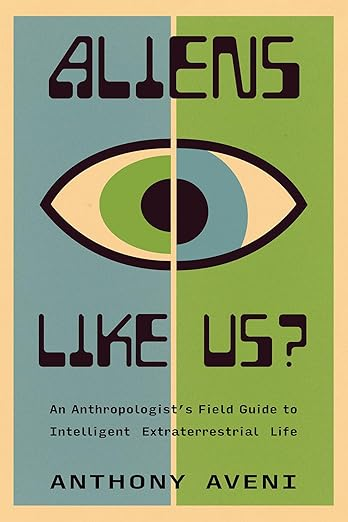 ALIENS
LIKE US?
An Anthropologist's Field Guide to
Intelligent Extraterrestrial Life
ANTHONY AVENI